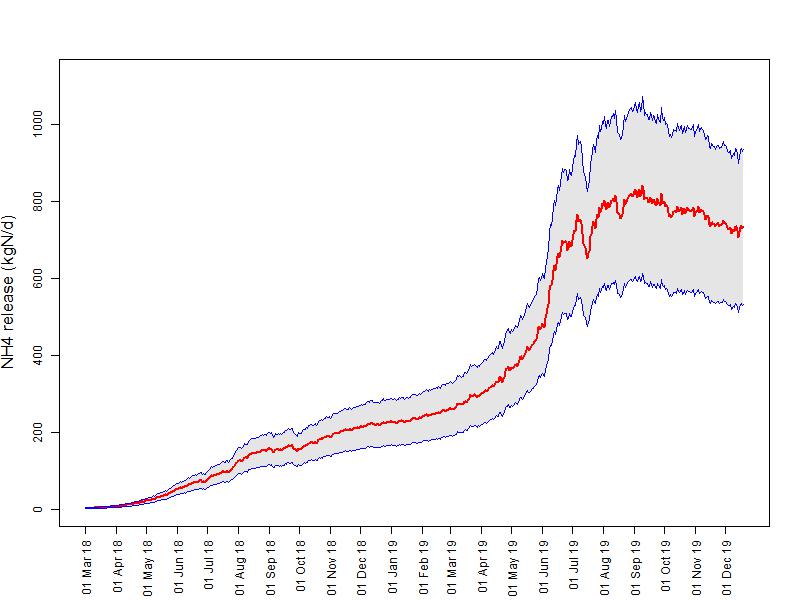 NH4 release (kgN/d)
1000
800
600
400
200
0
01 Mar 18
01 Apr 18
01 May 18
01 Jun 18
01 Jul 18
01 Aug 18
01 Sep 18
01 Oct 18
01 Nov 18
01 Dec 18
01 Jan 19
01 Feb 19
01 Mar 19
01 Apr 19
01 May 19
01 Jun 19
01 Jul 19
01 Aug 19
01 Sep 19
01 Oct 19
01 Nov 19
01 Dec 19